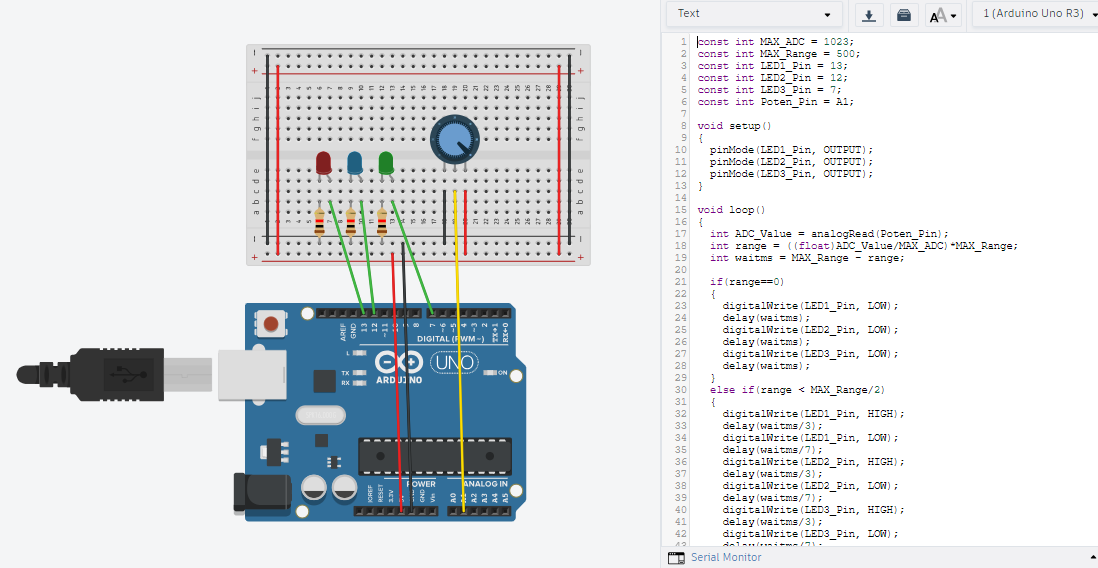 Text
1 (Arduino Uno R3)
1 const int MAX_ADC = 1023;
2 const int MAX_Range = 500;
3 const int LED1_Pin = 13;
4 const int LED2_Pin = 12;
5 const int LED3_Pin = 7;
6 const int Poten_Pin = A1;
7
8 void setup()
9 {
10 pinMode(LED1_Pin, OUTPUT);
11 pinMode(LED2_Pin, OUTPUT);
12 pinMode(LED3_Pin, OUTPUT);
13 }
14
15 void loop()
16 {
17 int ADC_Value = analogRead(Poten_Pin);
18 int range = ((float)ADC_Value/MAX_ADC)*MAX_Range;
19 int waitms = MAX_Range - range;
20
21 if(range==0)
22 {
23 digitalWrite(LED1_Pin, LOW);
24 delay(waitms);
25 digitalWrite(LED2_Pin, LOW);
26 delay(waitms);
27 digitalWrite(LED3_Pin, LOW);
28 delay(waitms);
29 }
30 else if(range < MAX_Range/2)
31 {
32 digitalWrite(LED1_Pin, HIGH);
33 delay(waitms/3);
34 digitalWrite(LED1_Pin, LOW);
35 delay(waitms/7);
36 digitalWrite(LED2_Pin, HIGH);
37 delay(waitms/3);
38 digitalWrite(LED2_Pin, LOW);
39 delay(waitms/7);
40 digitalWrite(LED3_Pin, HIGH);
41 delay(waitms/3);
42 digitalWrite(LED3_Pin, LOW);
43 delay(waitms/7);
Serial Monitor
AREF
GND
13
12
~11
8
7
~6
~5
4
~3
2
TX→1
RX←0
DIGITAL (PWM~)
L
TX
RX
ARDUINO
UNO
ON
POWER
ANALOG IN
IOREF
RESET
3.3V
GND
Vin
A0
A1
A2
A3
A4
A5